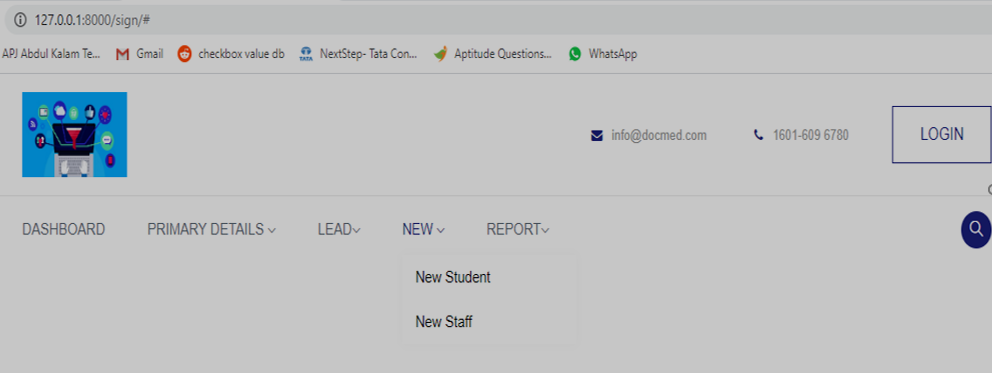 127.0.0.1:8000/sign/#
APJ Abdul Kalam Te... Gmail checkbox value db TATA NextStep- Tata Con... Aptitude Questions... WhatsApp
info@docmed.com 1601-609 6780 LOGIN
DASHBOARD PRIMARY DETAILS LEAD NEW REPORT
New Student
New Staff